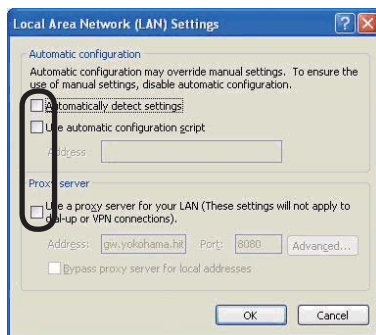 Local Area Network (LAN) Settings
Automatic configuration
Automatic configuration may override manual settings. To ensure the
use of manual settings, disable automatic configuration.
Automatically detect settings
Use automatic configuration script
Address
Proxy server
Use a proxy server for your LAN (These settings will not apply to
dial-up or VPN connections).
Address: gw.yokohama.hit Port: 8080 Advanced...
Bypass proxy server for local addresses
OK Cancel